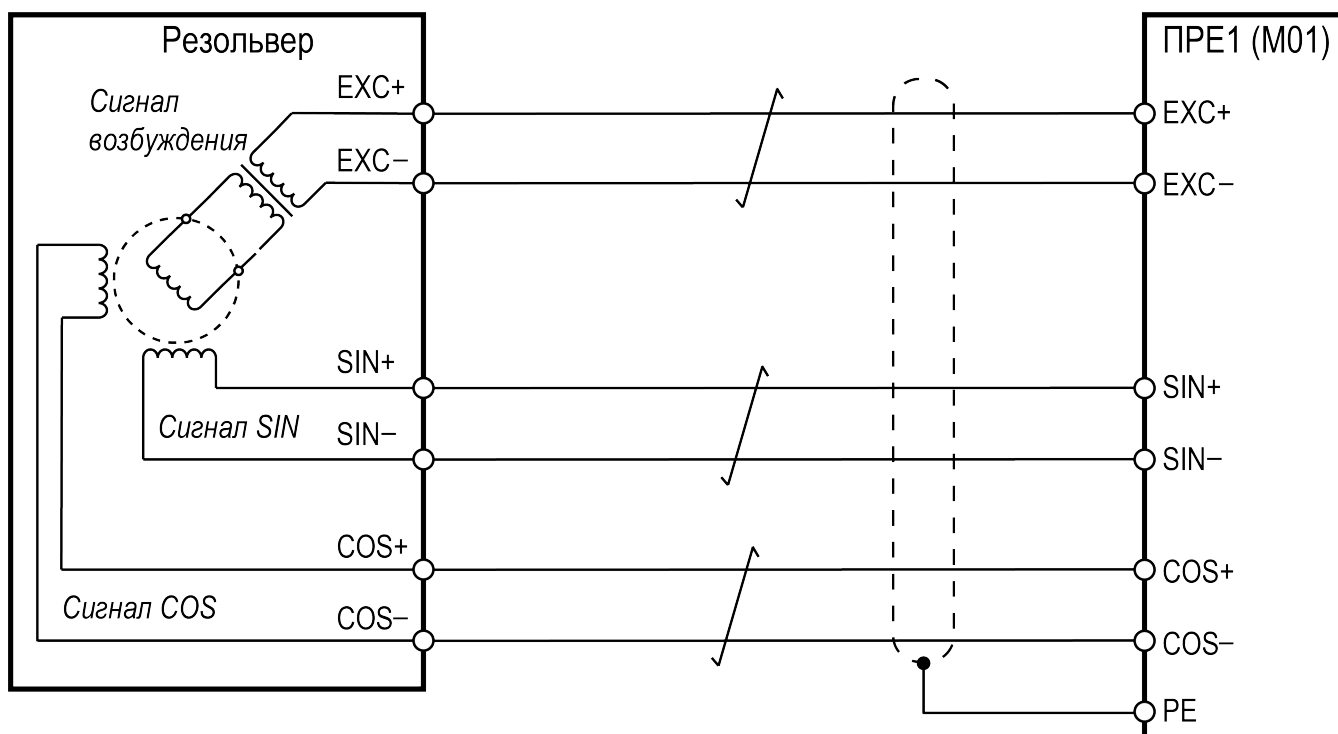 Резольвер
ПРЕ1 (М01)
Сигнал
возбуждения
EXC+
EXC+
EXC–
EXC–
SIN+
SIN+
Сигнал SIN
SIN–
SIN–
COS+
COS+
Сигнал COS
COS–
COS–
PE